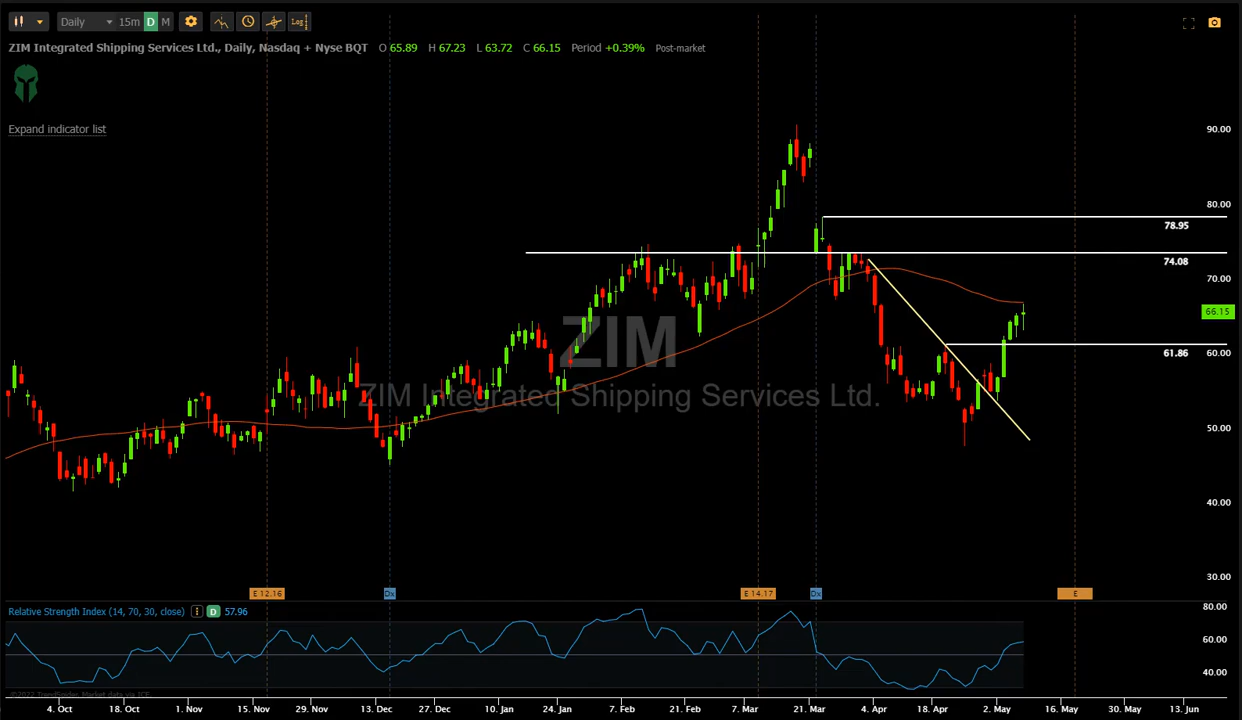 Daily 15m D M Log
ZIM Integrated Shipping Services Ltd., Daily, Nasdaq + Nyse BQT O 65.89 H 67.23 L 63.72 C 66.15 Period +0.39% Post-market
Expand indicator list
90.00
80.00
78.95
74.08
70.00
66.15
ZIM
61.86
60.00
ZIM Integrated Shipping Services Ltd.
50.00
40.00
30.00
E 12.16 Dx E 14.17 Dx E
Relative Strength Index (14, 70, 30, close) D 57.96
80.00
60.00
40.00
©2022 TrendSpider. Market data via ICE.
4. Oct 18. Oct 1. Nov 15. Nov 29. Nov 13. Dec 27. Dec 10. Jan 24. Jan 7. Feb 21. Feb 7. Mar 21. Mar 4. Apr 18. Apr 2. May 16. May 30. May 13. Jun